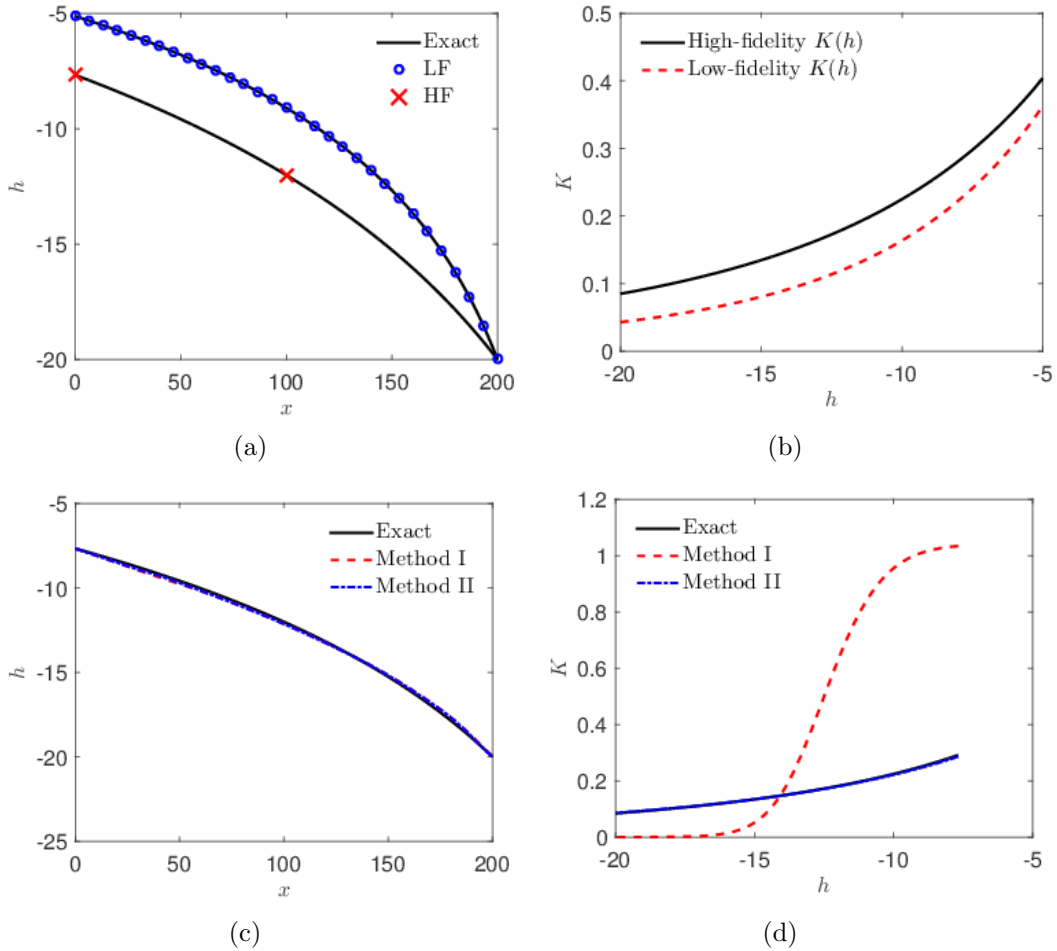 -5
-10
-15
-20
0
50
100
150
200
h
x
Exact
LF
HF
(a)
0.5
0.4
0.3
0.2
0.1
0
-20
-15
-10
-5
K
h
High-fidelity K(h)
Low-fidelity K(h)
(b)
-5
-10
-15
-20
-25
0
50
100
150
200
h
x
Exact
Method I
Method II
(c)
1.2
1
0.8
0.6
0.4
0.2
0
-20
-15
-10
-5
K
h
Exact
Method I
Method II
(d)